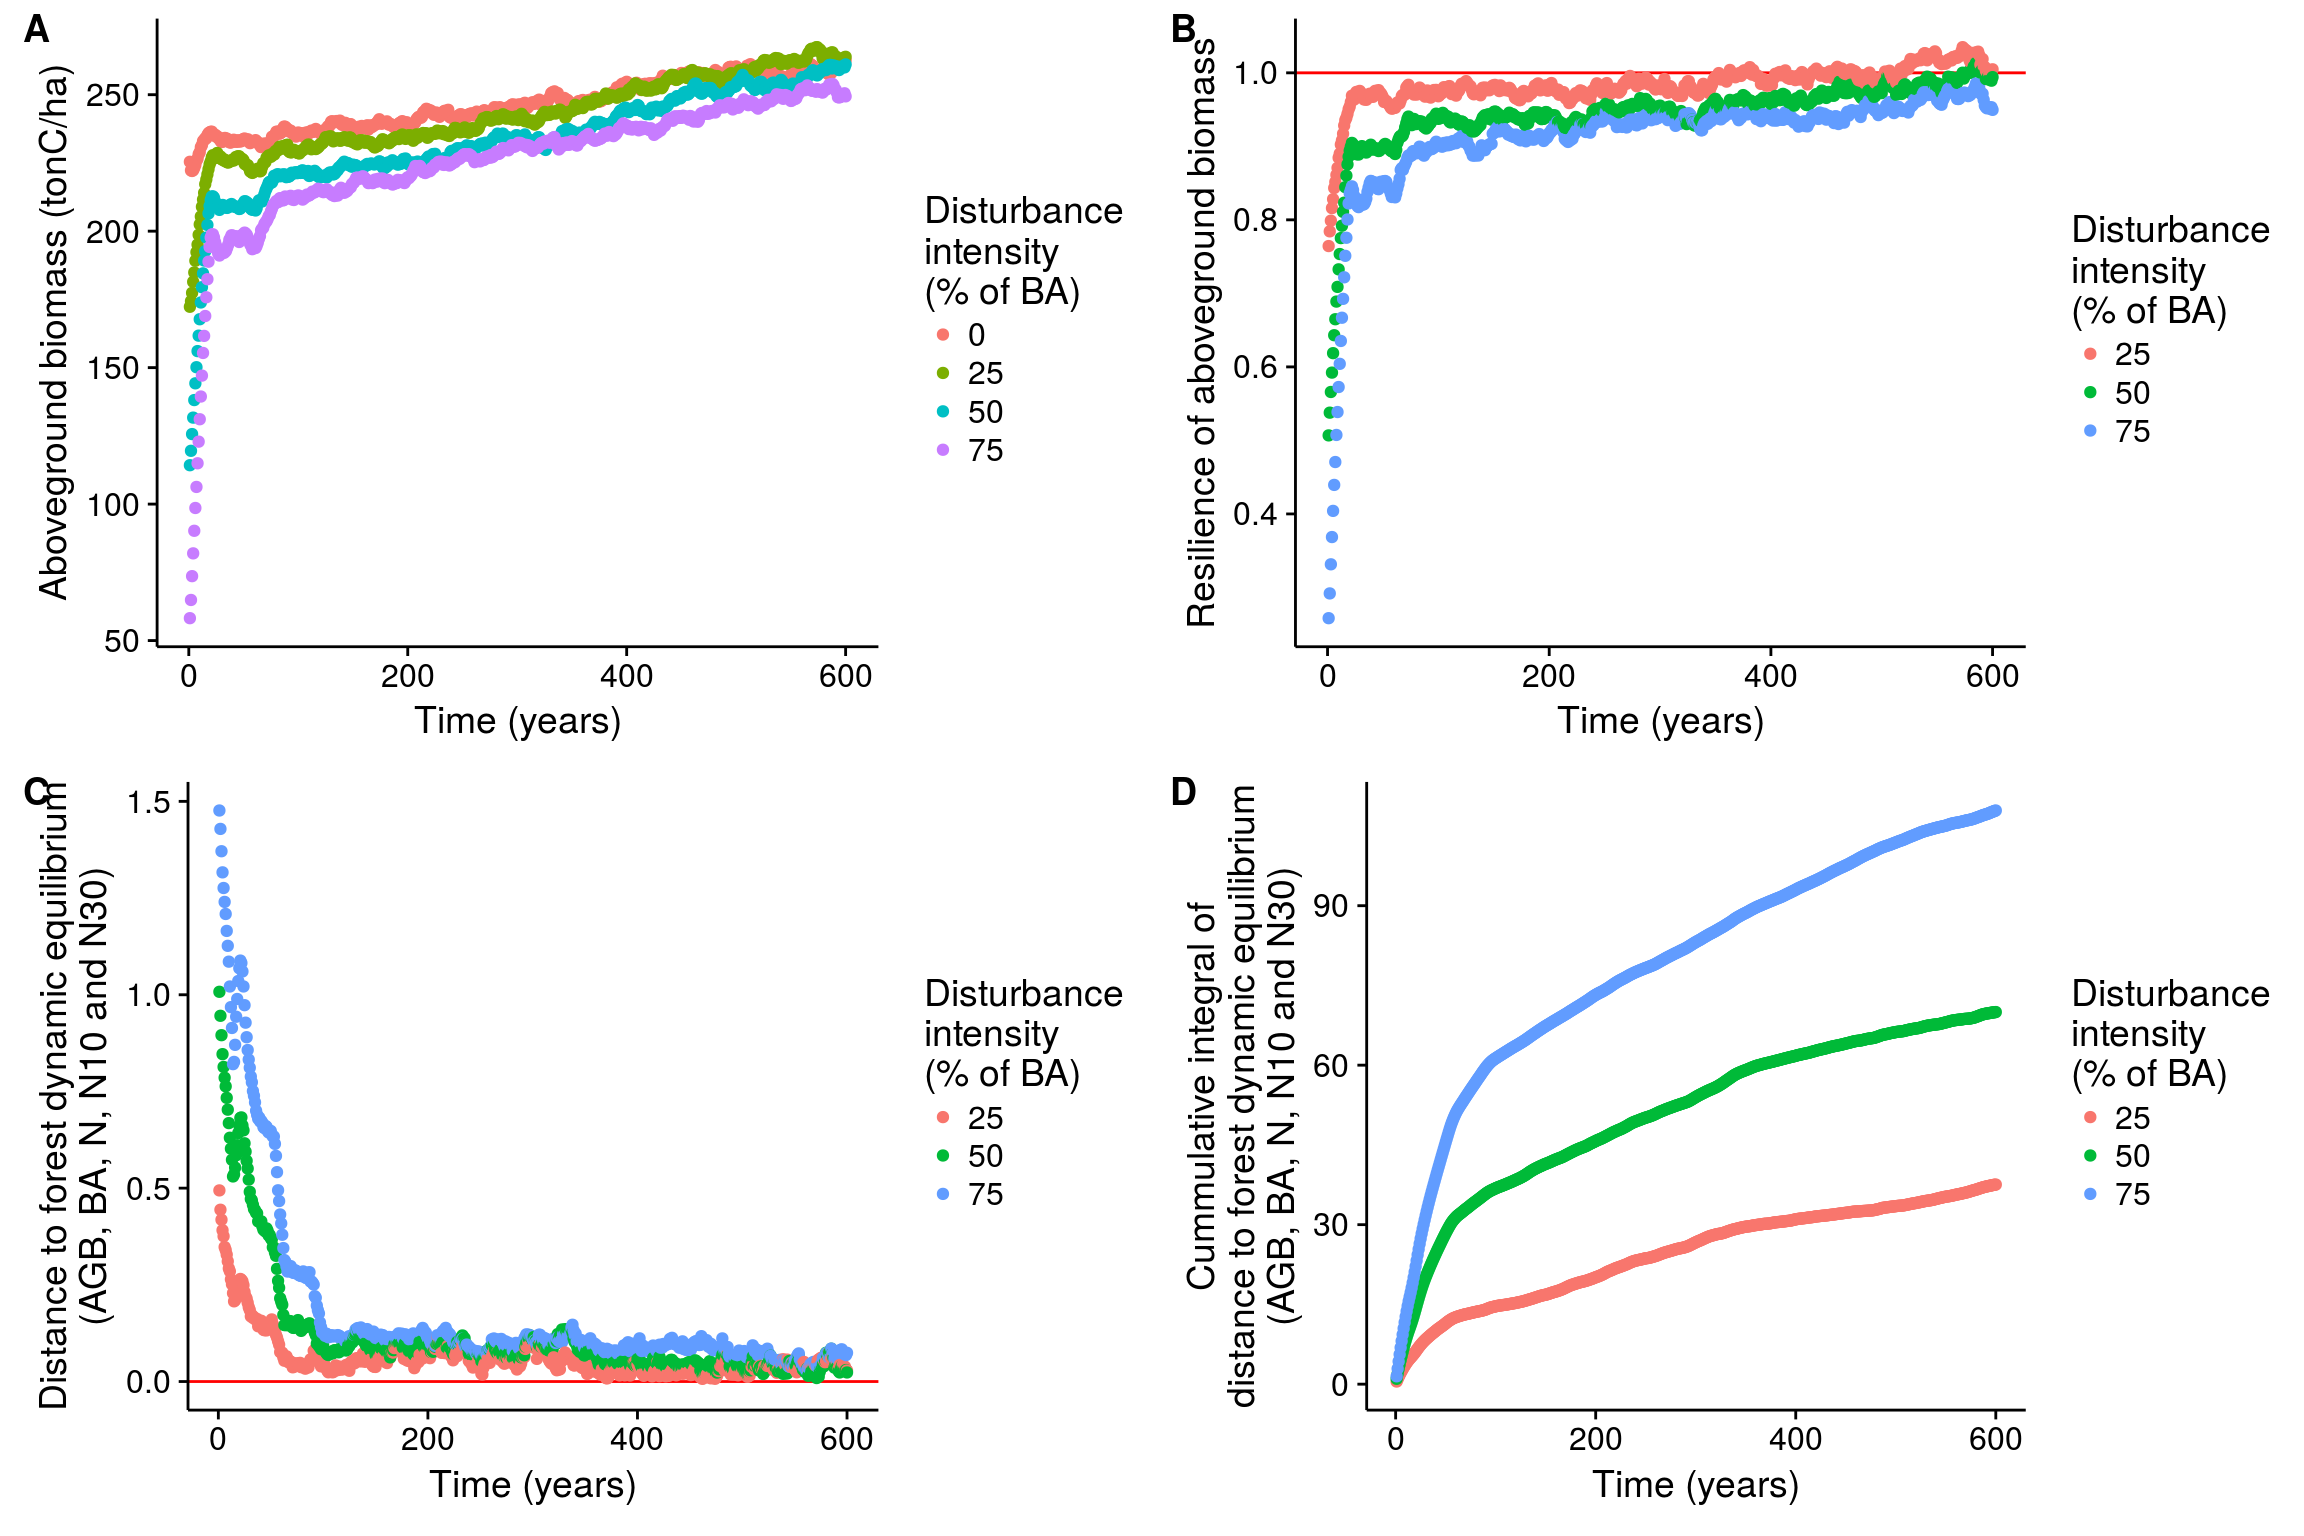 A
Aboveground biomass (tonC/ha)
250
200
150
100
50
0
200
400
600
Time (years)
Disturbance
intensity
(% of BA)
0
25
50
75
B
Resilience of aboveground td biomass
1.0
0.8
0.6
0.4
0
200
400
600
Time (years)
Disturbance
intensity
(% of BA)
25
50
75
C
Distance to forest dynamic equilibrium
(AGB, BA, N, N10 and N30)
1.5
1.0
0.5
0.0
0
200
400
600
Time (years)
Disturbance
intensity
(% of BA)
25
50
75
D
Cummulative integral of
distance to forest dynamic equilibrium
(AGB, BA, N, N10 and N30)
90
60
30
0
0
200
400
600
Time (years)
Disturbance
intensity
(% of BA)
25
50
75